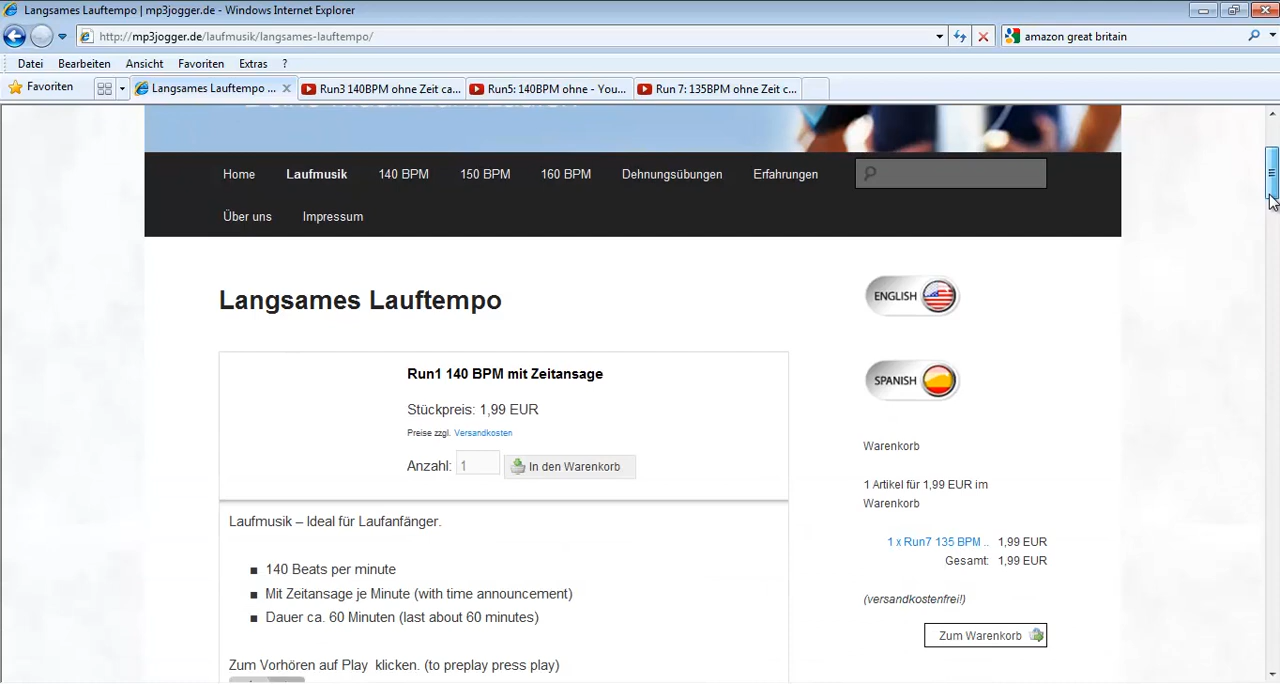 Langsames Lauftempo | mp3jogger.de - Windows Internet Explorer
http://mp3jogger.de/laufmusik/langsames-lauftempo/
amazon great britain
Datei Bearbeiten Ansicht Favoriten Extras ?
Favoriten
Langsames Lauftempo ...
Run3 140BPM ohne Zeit ca...
Run5: 140BPM ohne - You...
Run 7: 135BPM ohne Zeit c...
Home Laufmusik 140 BPM 150 BPM 160 BPM Dehnungsübungen Erfahrungen
Über uns Impressum
Langsames Lauftempo
Run1 140 BPM mit Zeitansage
Stückpreis: 1,99 EUR
Preise zzgl. Versandkosten
Anzahl: 1 In den Warenkorb
Laufmusik – Ideal für Laufanfänger.
140 Beats per minute
Mit Zeitansage je Minute (with time announcement)
Dauer ca. 60 Minuten (last about 60 minutes)
Zum Vorhören auf Play klicken. (to preplay press play)
ENGLISH
SPANISH
Warenkorb
1 Artikel für 1,99 EUR im
Warenkorb
1 x Run7 135 BPM .. 1,99 EUR
Gesamt: 1,99 EUR
(versandkostenfrei!)
Zum Warenkorb